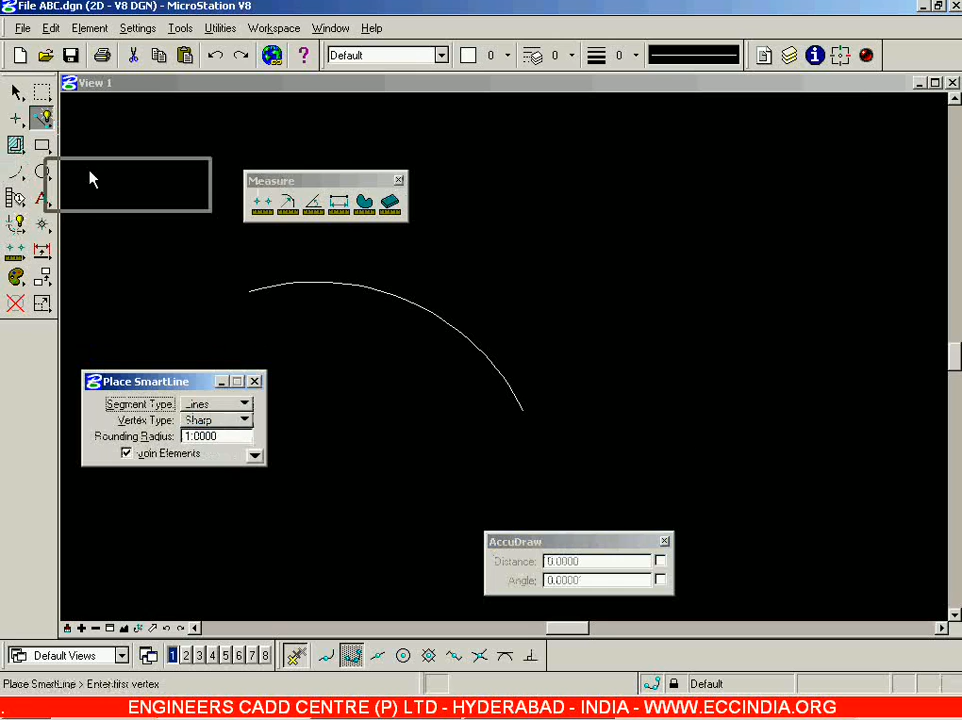 File ABC.dgn (2D - V8 DGN) - MicroStation V8
File Edit Element Settings Tools Utilities Workspace Window Help
Default 0 0 0
View 1
Measure
Place SmartLine
Segment Type: Lines
Vertex Type: Sharp
Rounding Radius: 1:0000
Join Elements
AccuDraw
Distance: 0.0000
Angle: 0.0000°
Default Views 1 2 3 4 5 6 7 8
Place SmartLine > Enter first vertex Default
ENGINEERS CADD CENTRE (P) LTD - HYDERABAD - INDIA - WWW.ECCINDIA.ORG